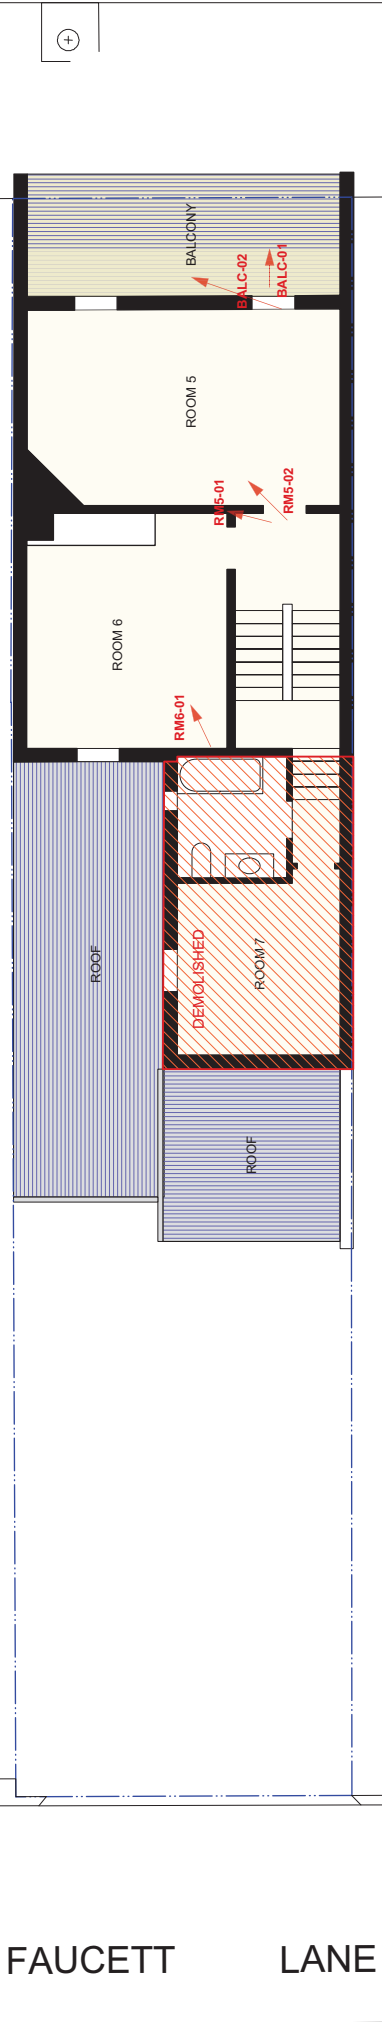 BALCONY
BALC-02
BALC-01
ROOM 5
RM5-01
RM5-02
ROOM 6
RM6-01
ROOF
DEMOLISHED
ROOM 7
ROOF
FAUCETT LANE